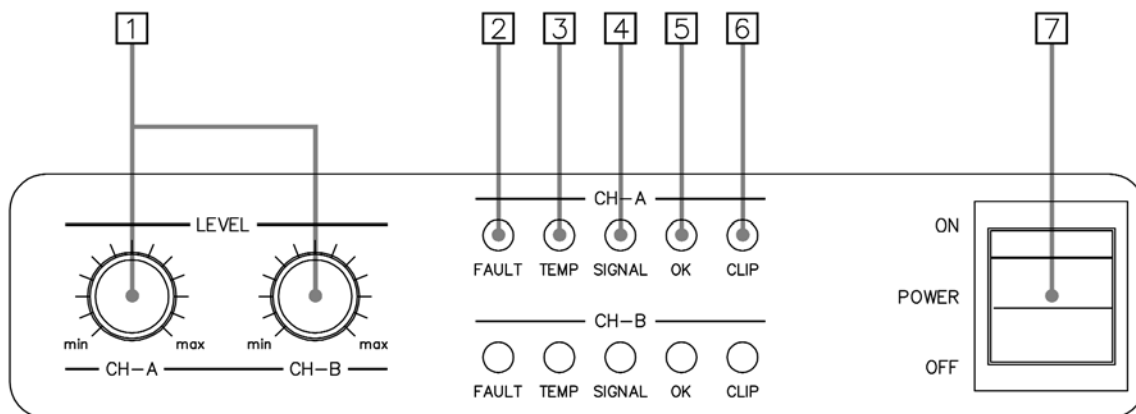 1 2 3 4 5 6 7
LEVEL
min max min max
CH-A CH-B
CH-A
FAULT TEMP SIGNAL OK CLIP
CH-B
FAULT TEMP SIGNAL OK CLIP
ON
POWER
OFF